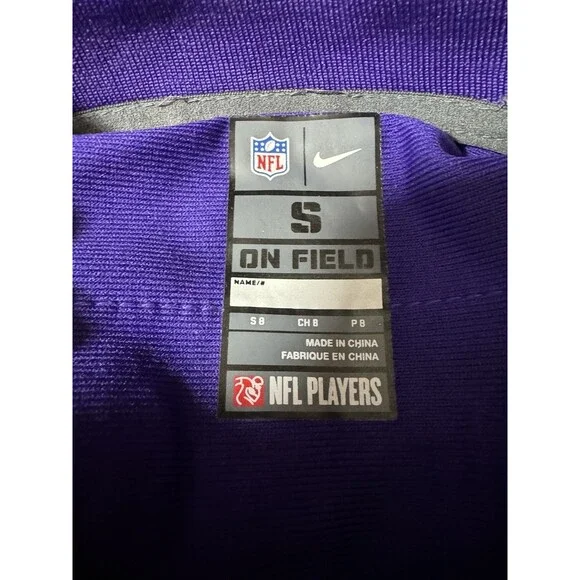 NFL
S
ON FIELD
NAME/#
S 8 CH 8 P 8
MADE IN CHINA
FABRIQUE EN CHINA
NFL PLAYERS